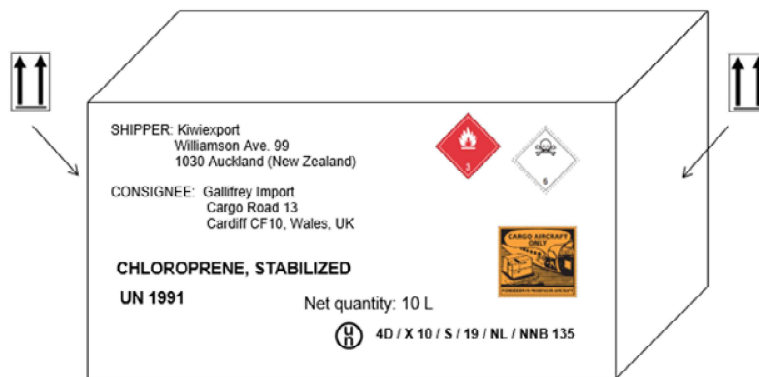 SHIPPER: Kiwiexport
Williamson Ave. 99
1030 Auckland (New Zealand)
3
6
CONSIGNEE: Gallifrey Import
Cargo Road 13
Cardiff CF10, Wales, UK
CARGO AIRCRAFT
ONLY
CHLOROPRENE, STABILIZED
UN 1991
Net quantity: 10 L
un 4D / X 10 / S / 19 / NL / NNB 135